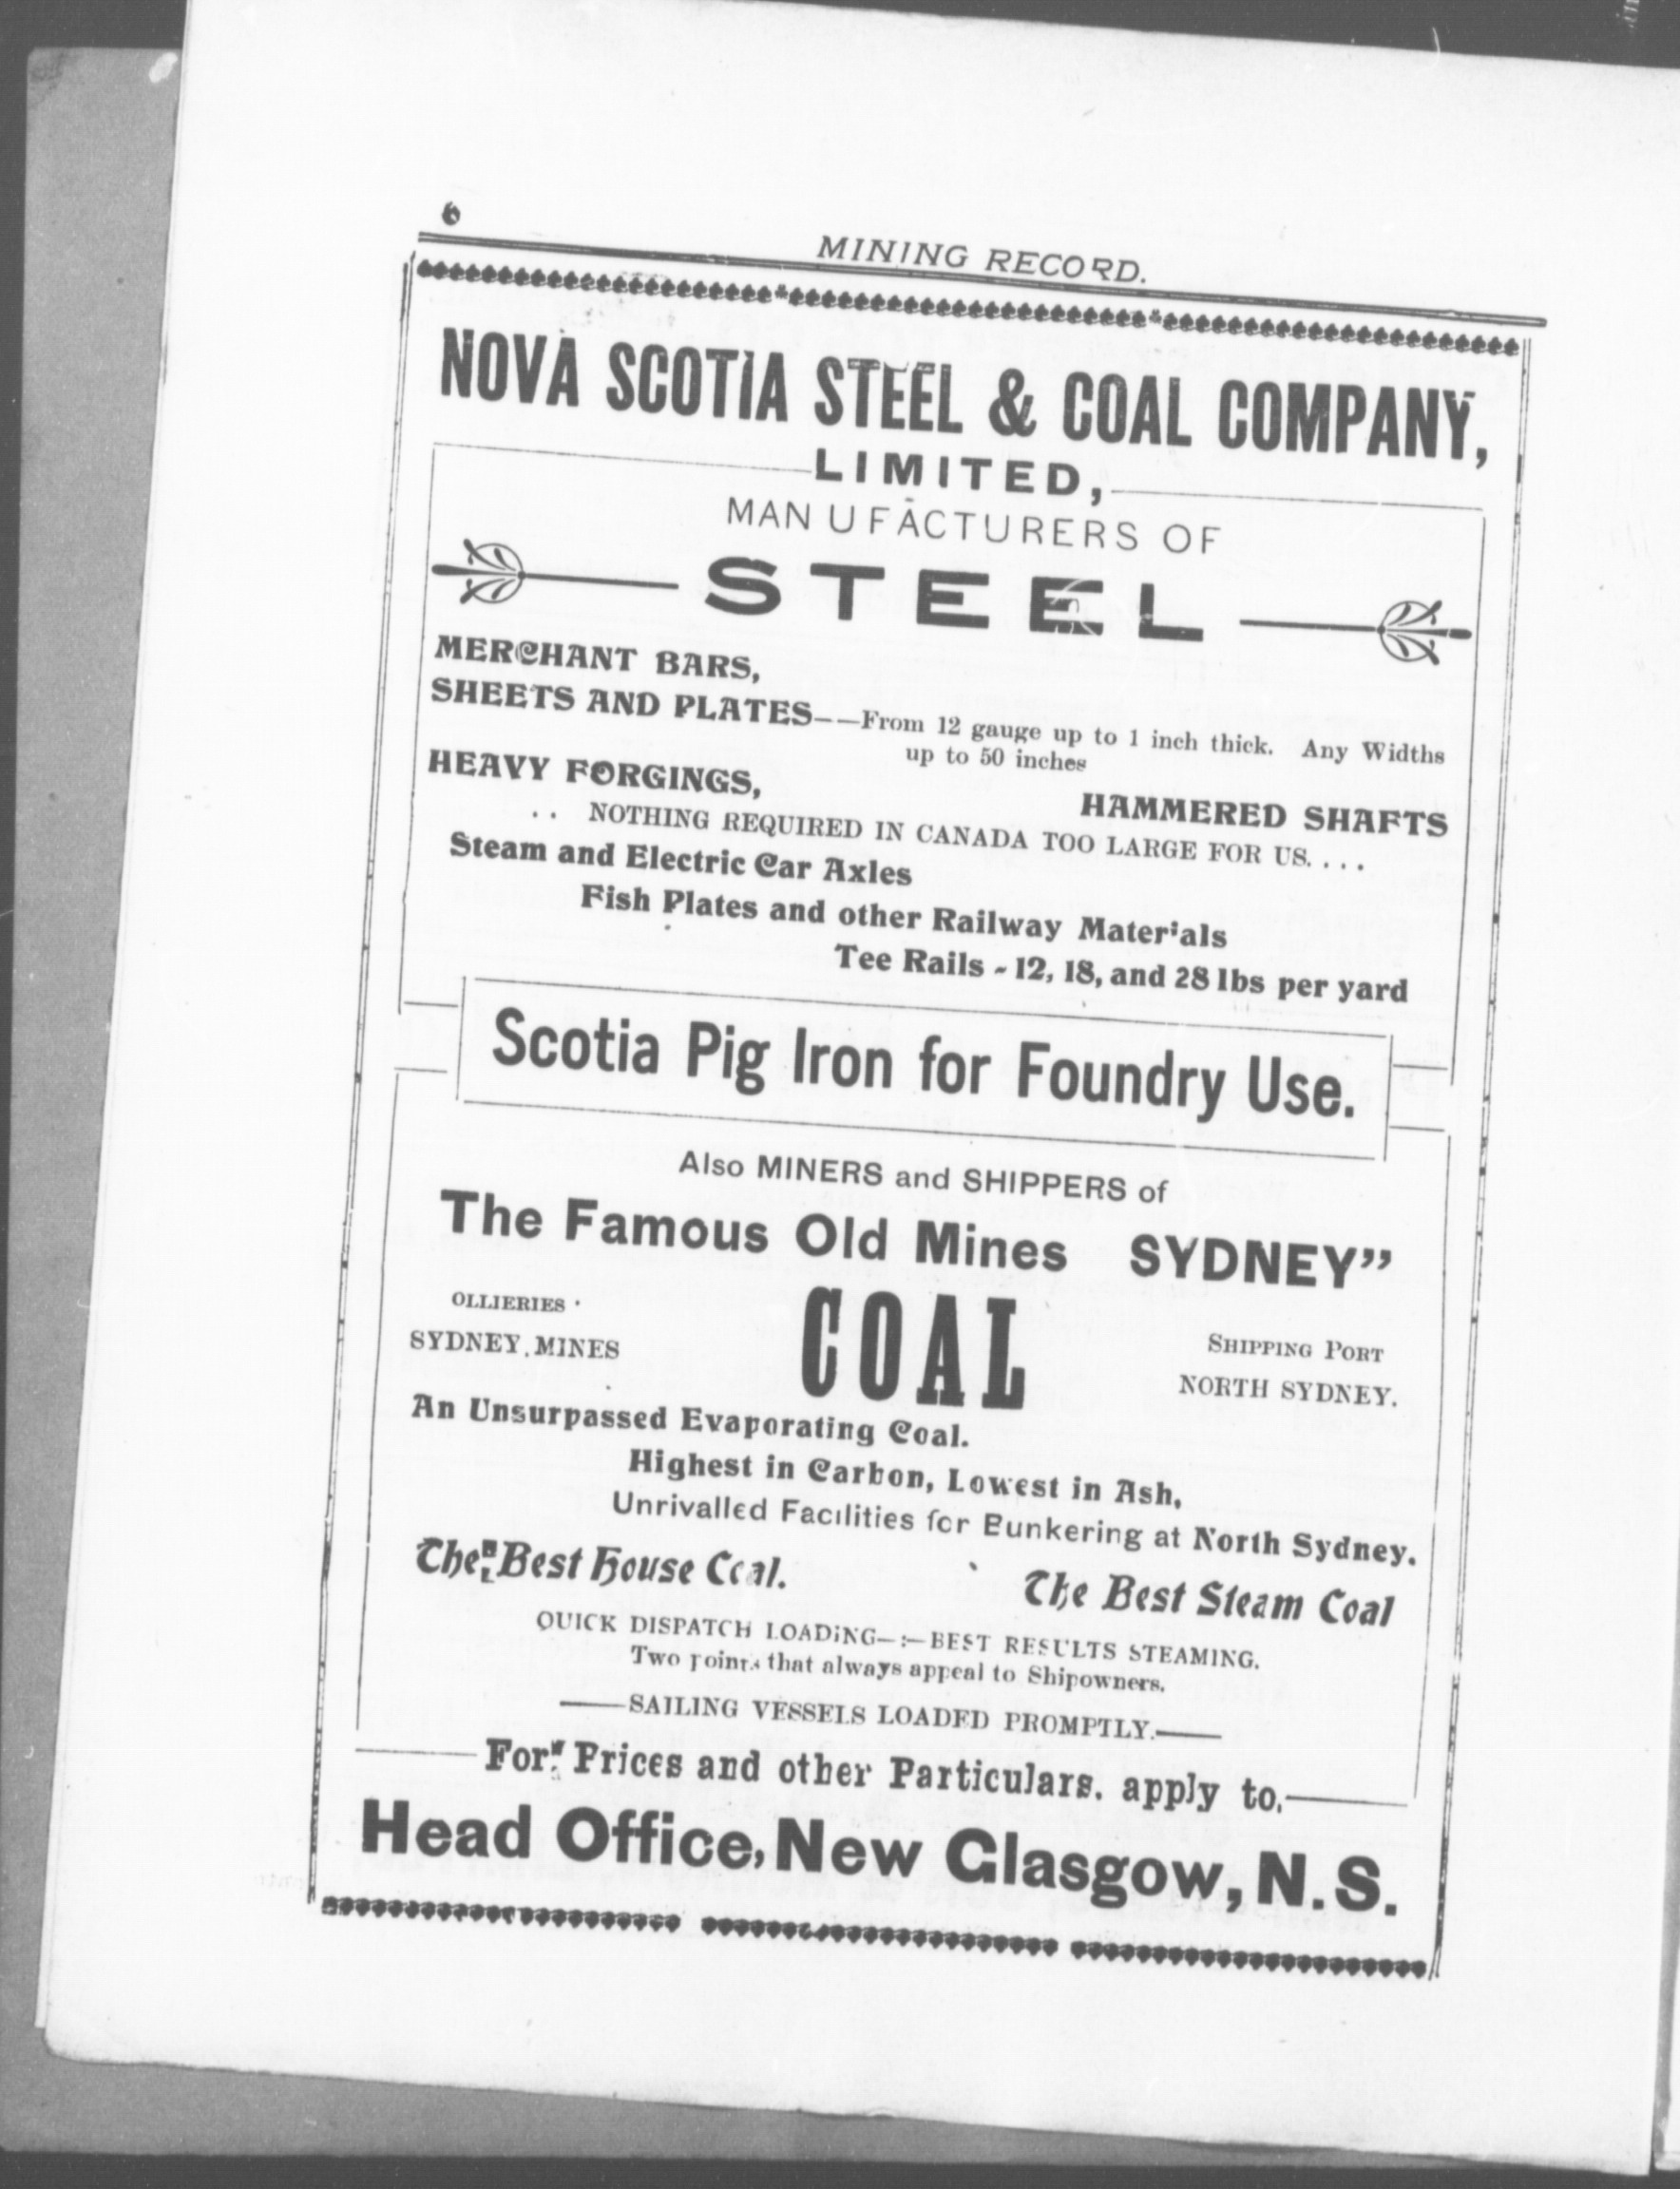 6
MINING RECORD.
NOVA SCOTIA STEEL & COAL COMPANY,
LIMITED,
MANUFACTURERS OF
STEEL
MERCHANT BARS,
SHEETS AND PLATES--From 12 gauge up to 1 inch thick. Any Widths
up to 50 inches
HEAVY FORGINGS,
HAMMERED SHAFTS
. . NOTHING REQUIRED IN CANADA TOO LARGE FOR US. . . .
Steam and Electric Car Axles
Fish Plates and other Railway Materials
Tee Rails - 12, 18, and 28 lbs per yard
Scotia Pig Iron for Foundry Use.
Also MINERS and SHIPPERS of
The Famous Old Mines SYDNEY"
OLLIERIES
SYDNEY MINES
COAL
SHIPPING PORT
NORTH SYDNEY.
An Unsurpassed Evaporating Coal.
Highest in Carbon, Lowest in Ash,
Unrivalled Facilities for Bunkering at North Sydney.
The Best House Coal.
The Best Steam Coal
QUICK DISPATCH LOADING—:—BEST RESULTS STEAMING.
Two points that always appeal to Shipowners.
SAILING VESSELS LOADED PROMPTLY.
For Prices and other Particulars. apply to,
Head Office, New Glasgow, N.S.